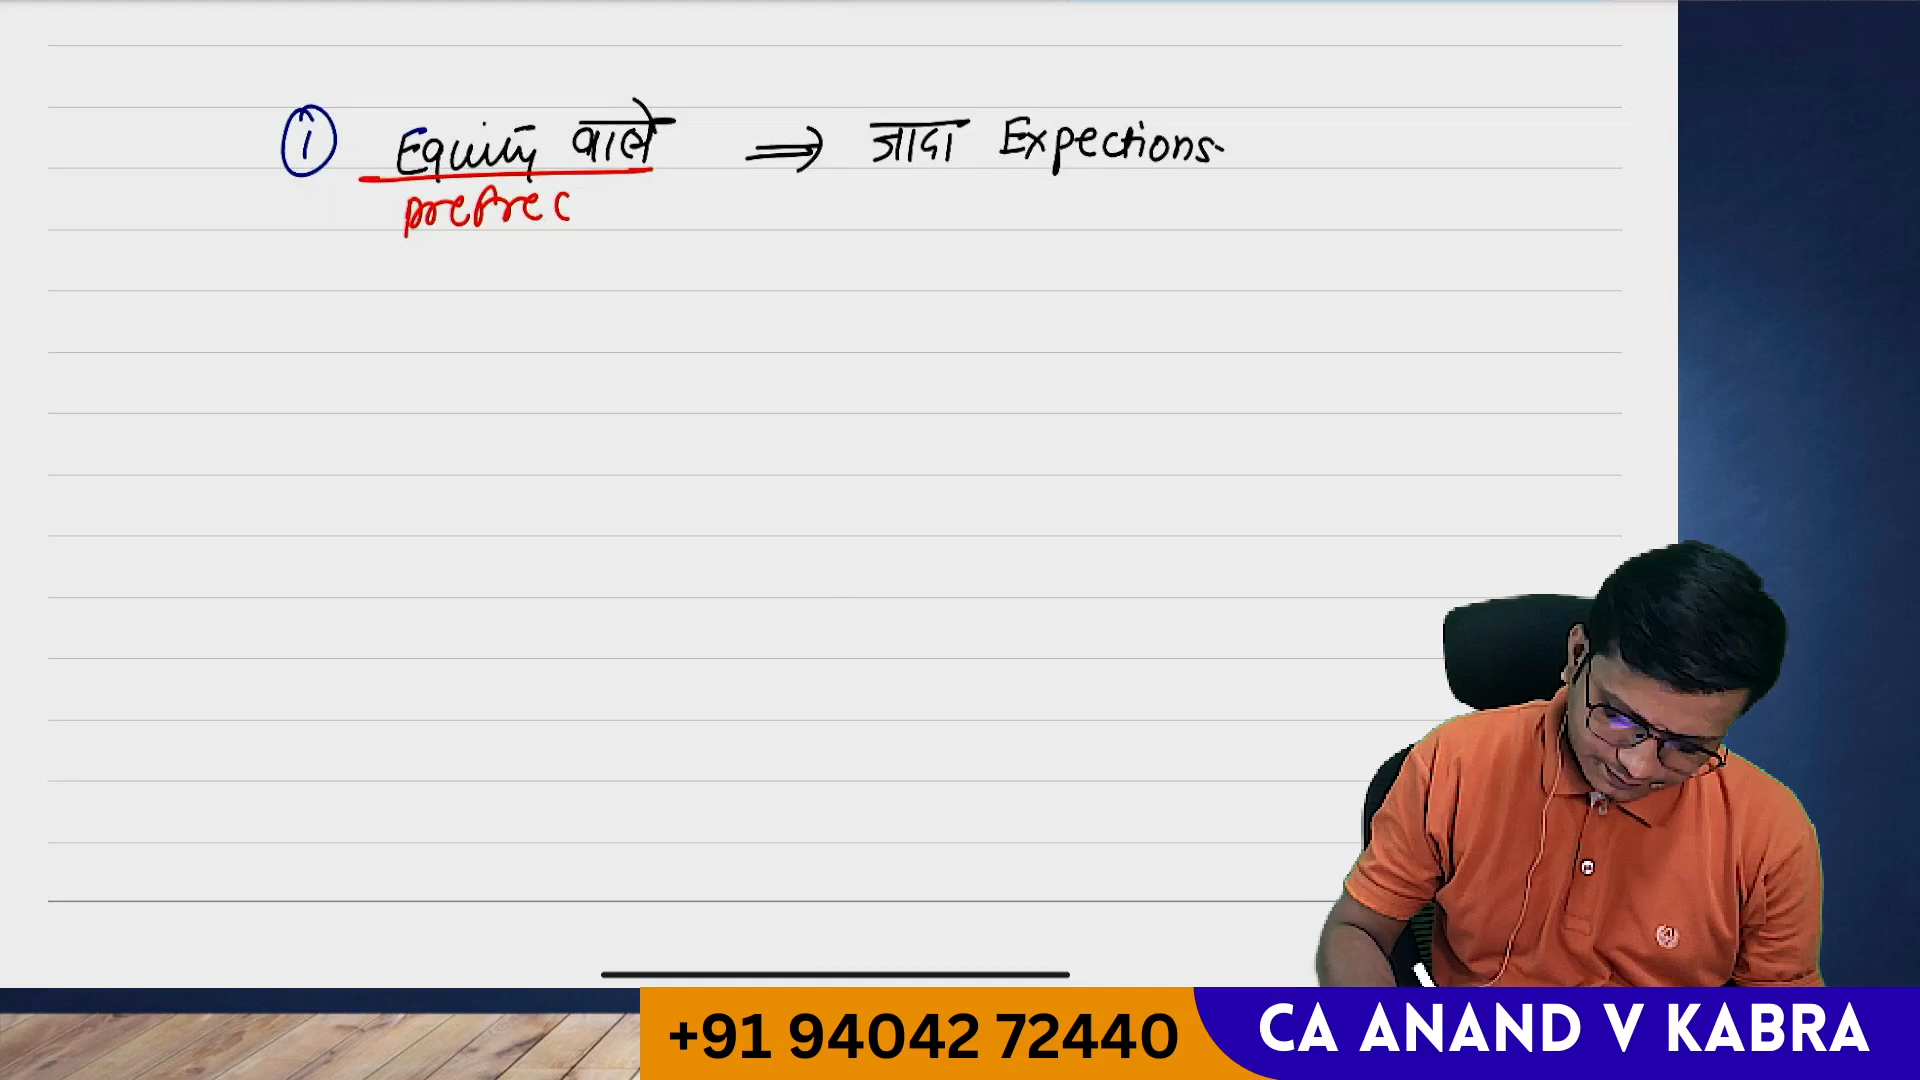 ① Equity वाले ⇒ जादा Expections.
prefrec
+91 94042 72440
CA ANAND V KABRA